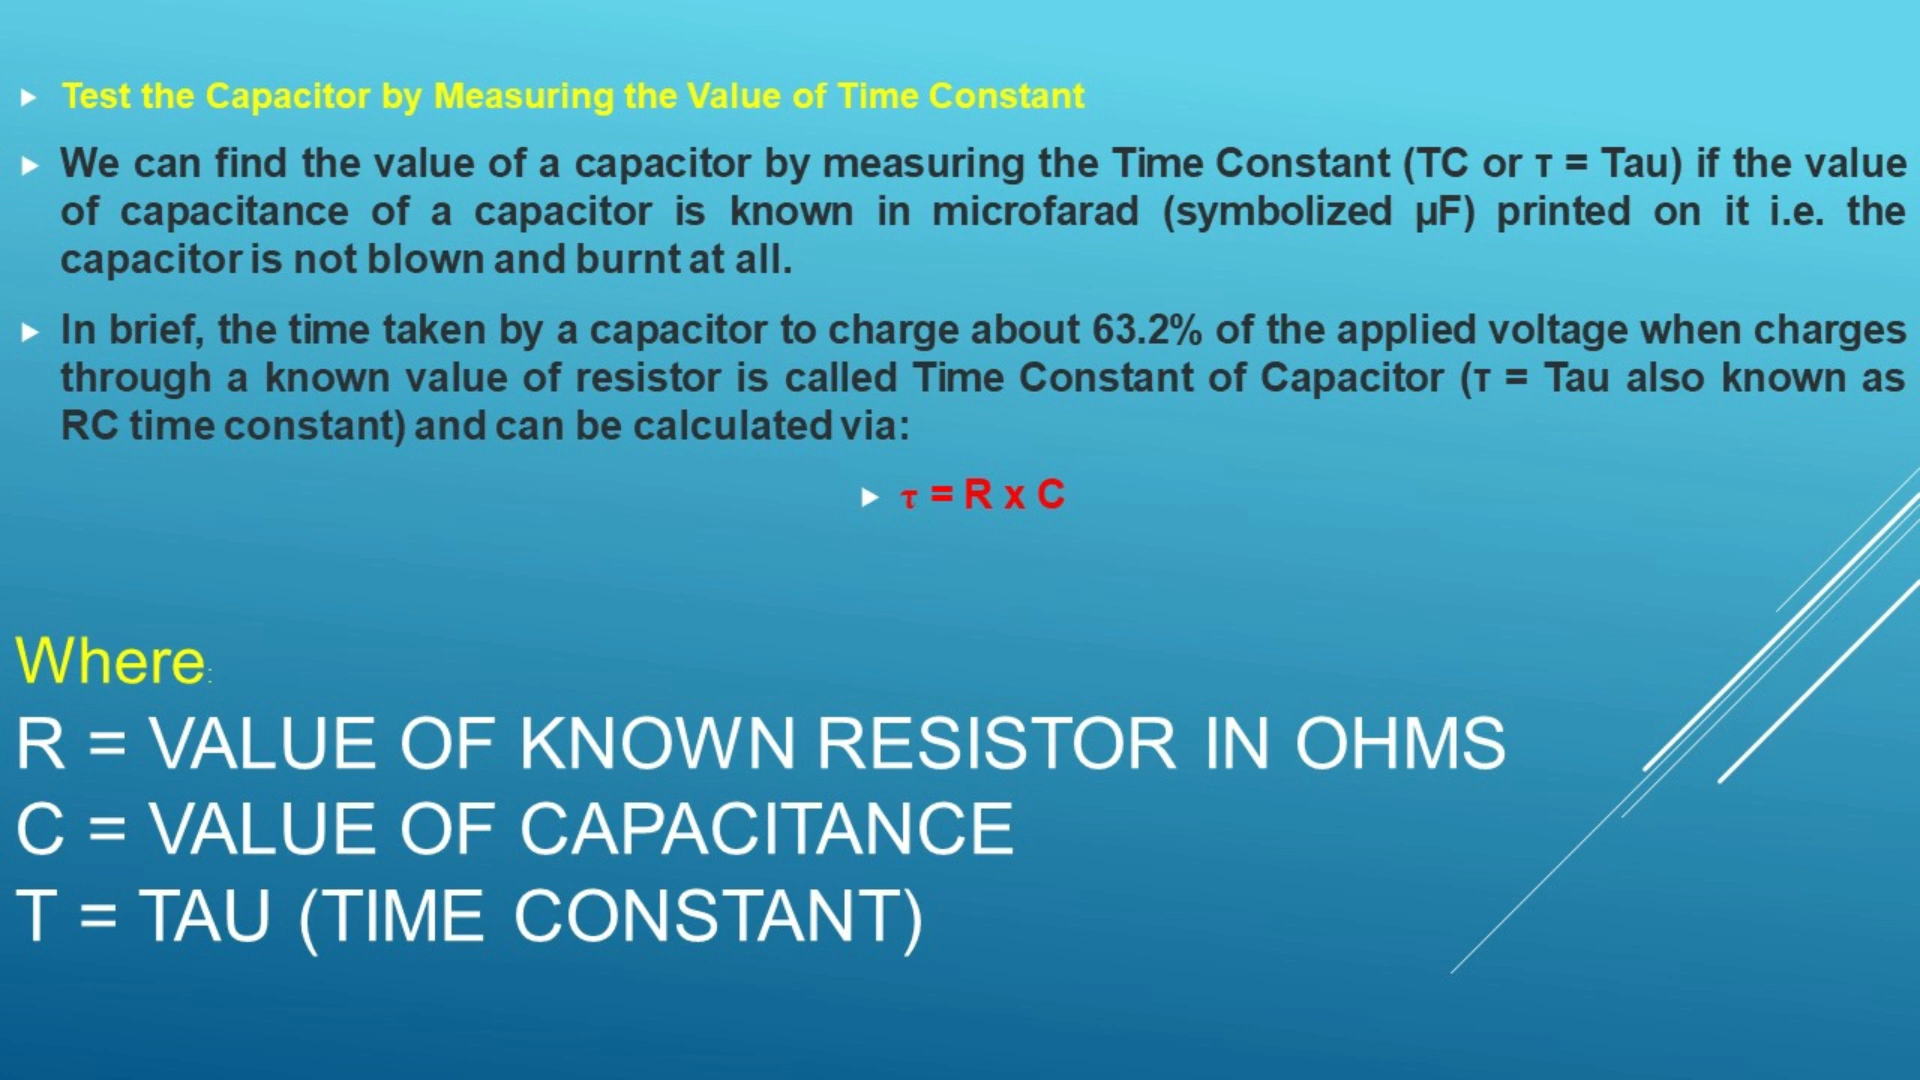 Test the Capacitor by Measuring the Value of Time Constant
We can find the value of a capacitor by measuring the Time Constant (TC or τ = Tau) if the value
of capacitance of a capacitor is known in microfarad (symbolized µF) printed on it i.e. the
capacitor is not blown and burnt at all.
In brief, the time taken by a capacitor to charge about 63.2% of the applied voltage when charges
through a known value of resistor is called Time Constant of Capacitor (τ = Tau also known as
RC time constant) and can be calculated via:
τ = R x C
Where:
R = VALUE OF KNOWN RESISTOR IN OHMS
C = VALUE OF CAPACITANCE
Τ = TAU (TIME CONSTANT)